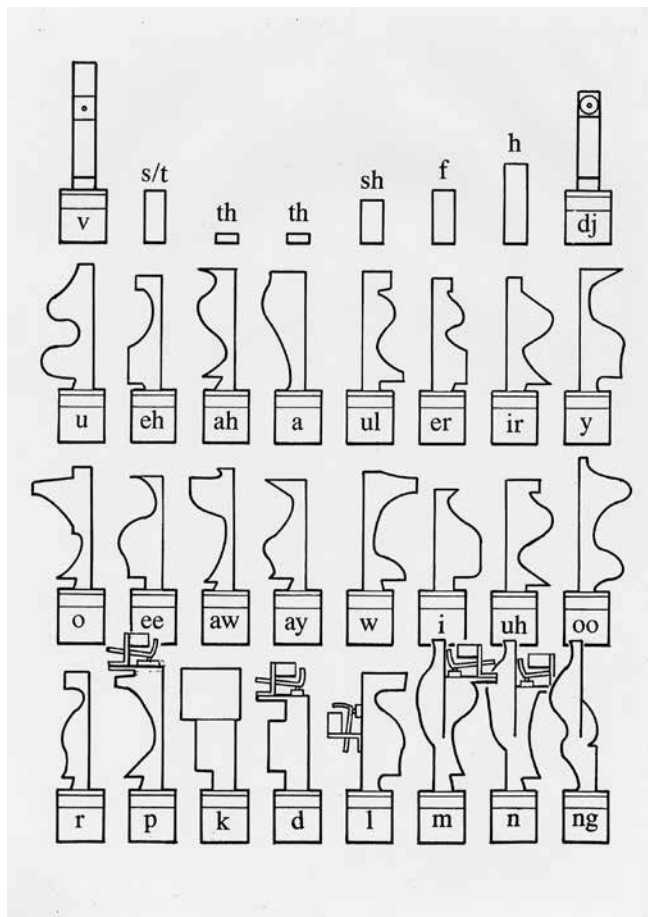 v s/t th th sh f h dj
u eh ah a ul er ir y
o ee aw ay w i uh oo
r p k d l m n ng